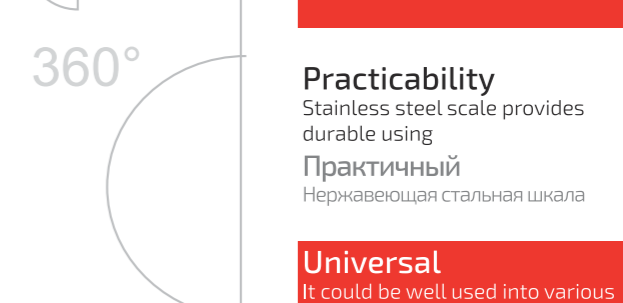 360°
Practicability
Stainless steel scale provides
durable using
Практичный
Нержавеющая стальная шкала
Universal
It could be well used into various